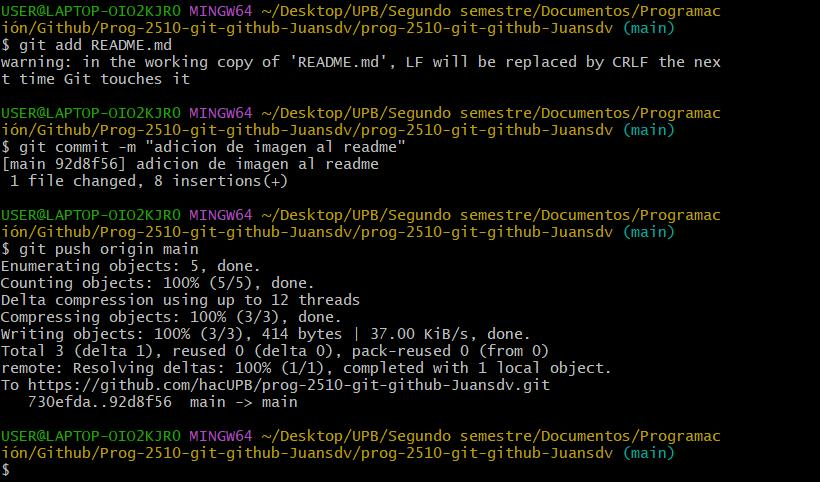 USER@LAPTOP-OIO2KJR0 MINGW64 ~/Desktop/UPB/Segundo semestre/Documentos/Programac
ión/Github/Prog-2510-git-github-Juansdv/prog-2510-git-github-Juansdv (main)
$ git add README.md
warning: in the working copy of 'README.md', LF will be replaced by CRLF the nex
t time Git touches it
USER@LAPTOP-OIO2KJR0 MINGW64 ~/Desktop/UPB/Segundo semestre/Documentos/Programac
ión/Github/Prog-2510-git-github-Juansdv/prog-2510-git-github-Juansdv (main)
$ git commit -m "adicion de imagen al readme"
[main 92d8f56] adicion de imagen al readme
 1 file changed, 8 insertions(+)
USER@LAPTOP-OIO2KJR0 MINGW64 ~/Desktop/UPB/Segundo semestre/Documentos/Programac
ión/Github/Prog-2510-git-github-Juansdv/prog-2510-git-github-Juansdv (main)
$ git push origin main
Enumerating objects: 5, done.
Counting objects: 100% (5/5), done.
Delta compression using up to 12 threads
Compressing objects: 100% (3/3), done.
Writing objects: 100% (3/3), 414 bytes | 37.00 KiB/s, done.
Total 3 (delta 1), reused 0 (delta 0), pack-reused 0 (from 0)
remote: Resolving deltas: 100% (1/1), completed with 1 local object.
To https://github.com/hacUPB/prog-2510-git-github-Juansdv.git
   730efda..92d8f56  main -> main
USER@LAPTOP-OIO2KJR0 MINGW64 ~/Desktop/UPB/Segundo semestre/Documentos/Programac
ión/Github/Prog-2510-git-github-Juansdv/prog-2510-git-github-Juansdv (main)
$